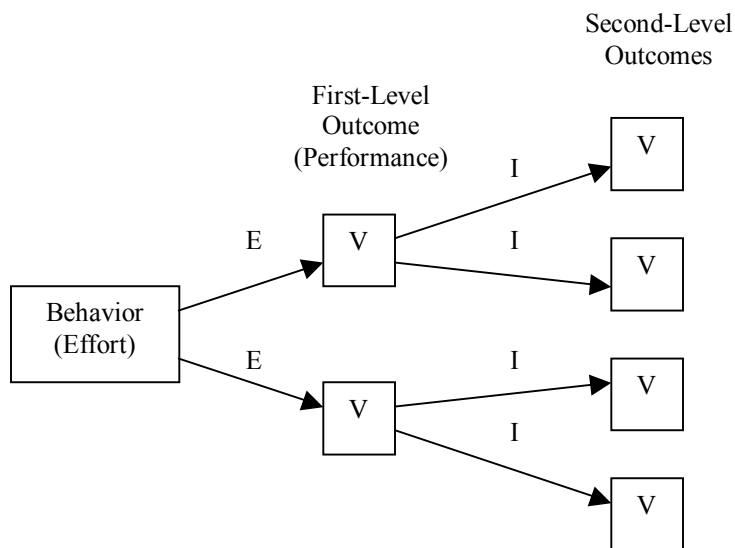 Second-Level
Outcomes
First-Level
Outcome
(Performance)
V
I
E
V
I
V
Behavior
(Effort)
E
V
I
V
I
V